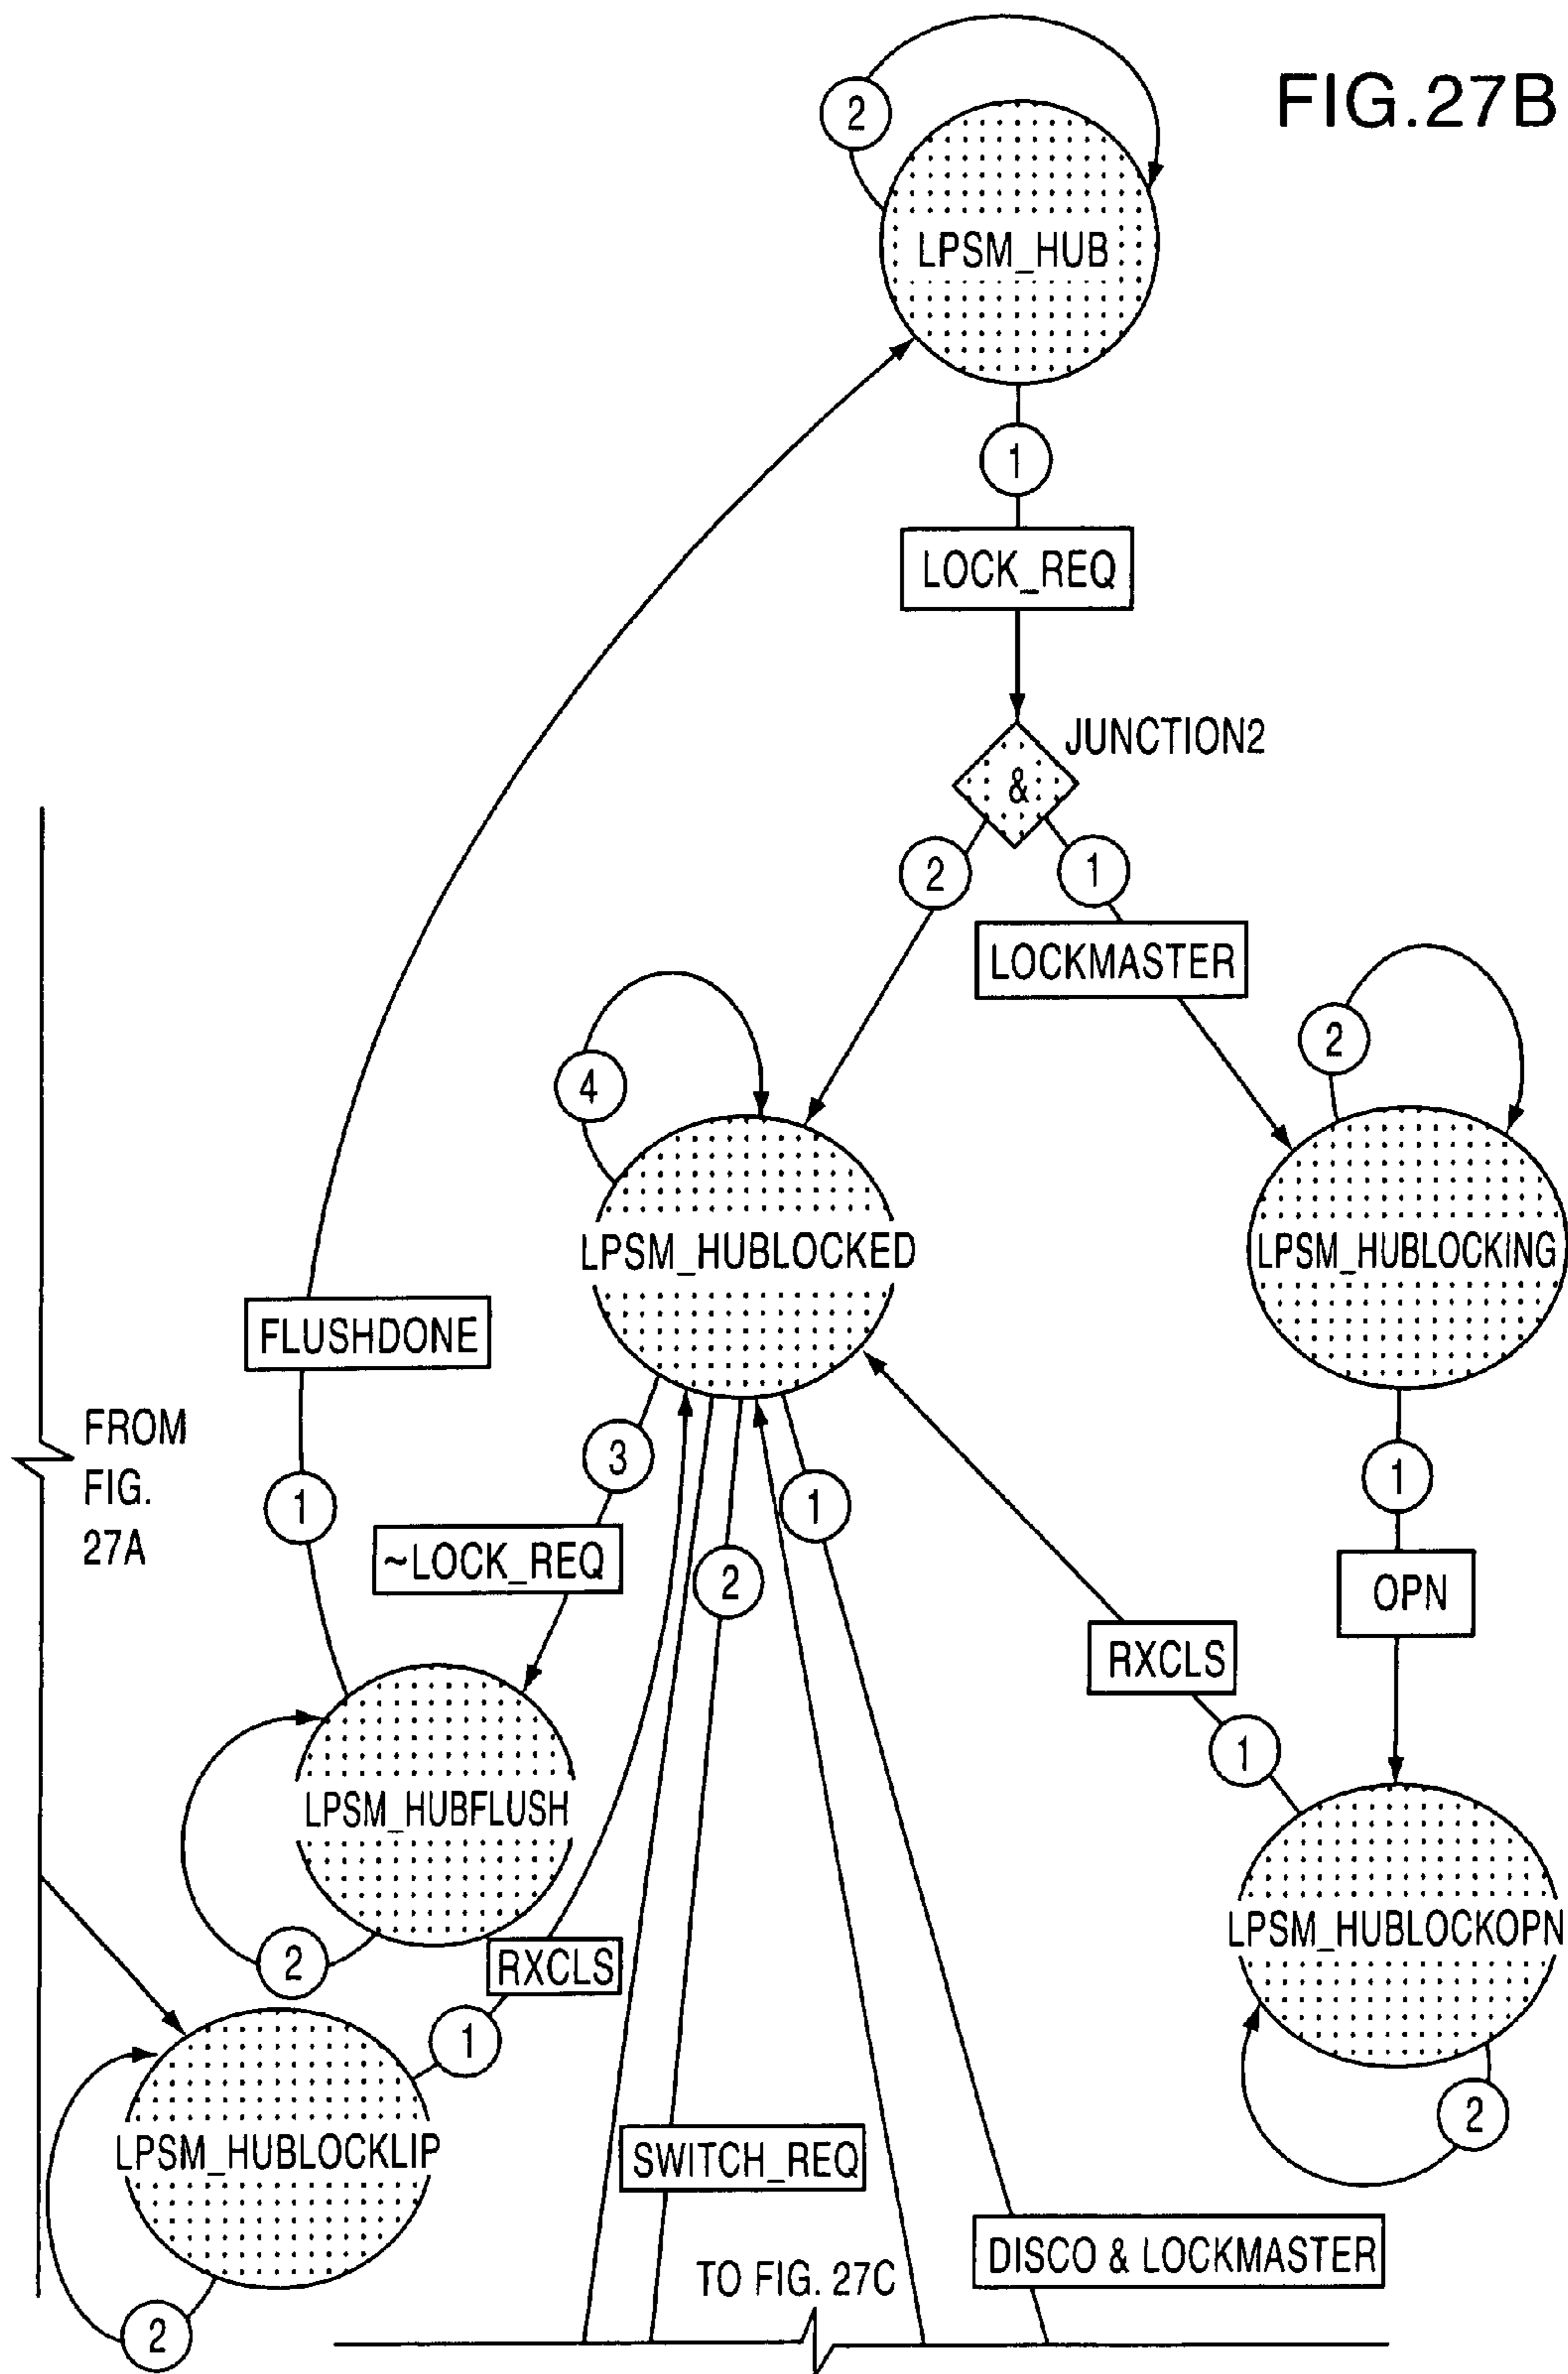 FIG.27B
2
LPSM_HUB
1
LOCK_REQ
JUNCTION2
&
2
1
LOCKMASTER
4
2
LPSM_HUBLOCKED
LPSM_HUBLOCKING
FLUSHDONE
FROM
FIG.
27A
3
1
1
1
~LOCK_REQ
2
OPN
RXCLS
1
LPSM_HUBFLUSH
LPSM_HUBLOCKOPN
2
RXCLS
1
2
LPSM_HUBLOCKLIP
SWITCH_REQ
DISCO & LOCKMASTER
TO FIG. 27C
2